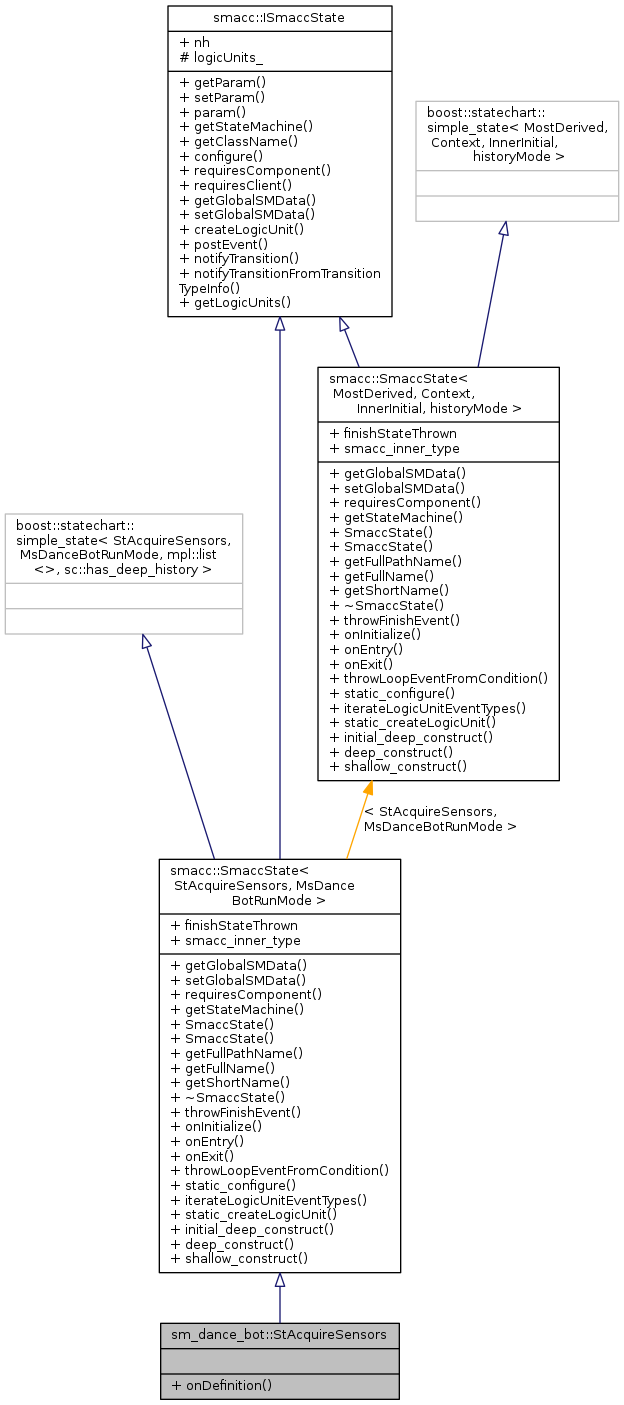 smacc::ISmaccState
+ nh
# logicUnits_
+ getParam()
+ setParam()
+ param()
+ getStateMachine()
+ getClassName()
+ configure()
+ requiresComponent()
+ requiresClient()
+ getGlobalSMData()
+ setGlobalSMData()
+ createLogicUnit()
+ postEvent()
+ notifyTransition()
+ notifyTransitionFromTransition
TypeInfo()
+ getLogicUnits()
boost::statechart::
simple_state< MostDerived,
Context, InnerInitial,
historyMode >
smacc::SmaccState<
MostDerived, Context,
InnerInitial, historyMode >
+ finishStateThrown
+ smacc_inner_type
+ getGlobalSMData()
+ setGlobalSMData()
+ requiresComponent()
+ getStateMachine()
+ SmaccState()
+ SmaccState()
+ getFullPathName()
+ getFullName()
+ getShortName()
+ ~SmaccState()
+ throwFinishEvent()
+ onInitialize()
+ onEntry()
+ onExit()
+ throwLoopEventFromCondition()
+ static_configure()
+ iterateLogicUnitEventTypes()
+ static_createLogicUnit()
+ initial_deep_construct()
+ deep_construct()
+ shallow_construct()
boost::statechart::
simple_state< StAcquireSensors,
MsDanceBotRunMode, mpl::list
<>, sc::has_deep_history >
< StAcquireSensors,
MsDanceBotRunMode >
smacc::SmaccState<
StAcquireSensors, MsDance
BotRunMode >
+ finishStateThrown
+ smacc_inner_type
+ getGlobalSMData()
+ setGlobalSMData()
+ requiresComponent()
+ getStateMachine()
+ SmaccState()
+ SmaccState()
+ getFullPathName()
+ getFullName()
+ getShortName()
+ ~SmaccState()
+ throwFinishEvent()
+ onInitialize()
+ onEntry()
+ onExit()
+ throwLoopEventFromCondition()
+ static_configure()
+ iterateLogicUnitEventTypes()
+ static_createLogicUnit()
+ initial_deep_construct()
+ deep_construct()
+ shallow_construct()
sm_dance_bot::StAcquireSensors
+ onDefinition()